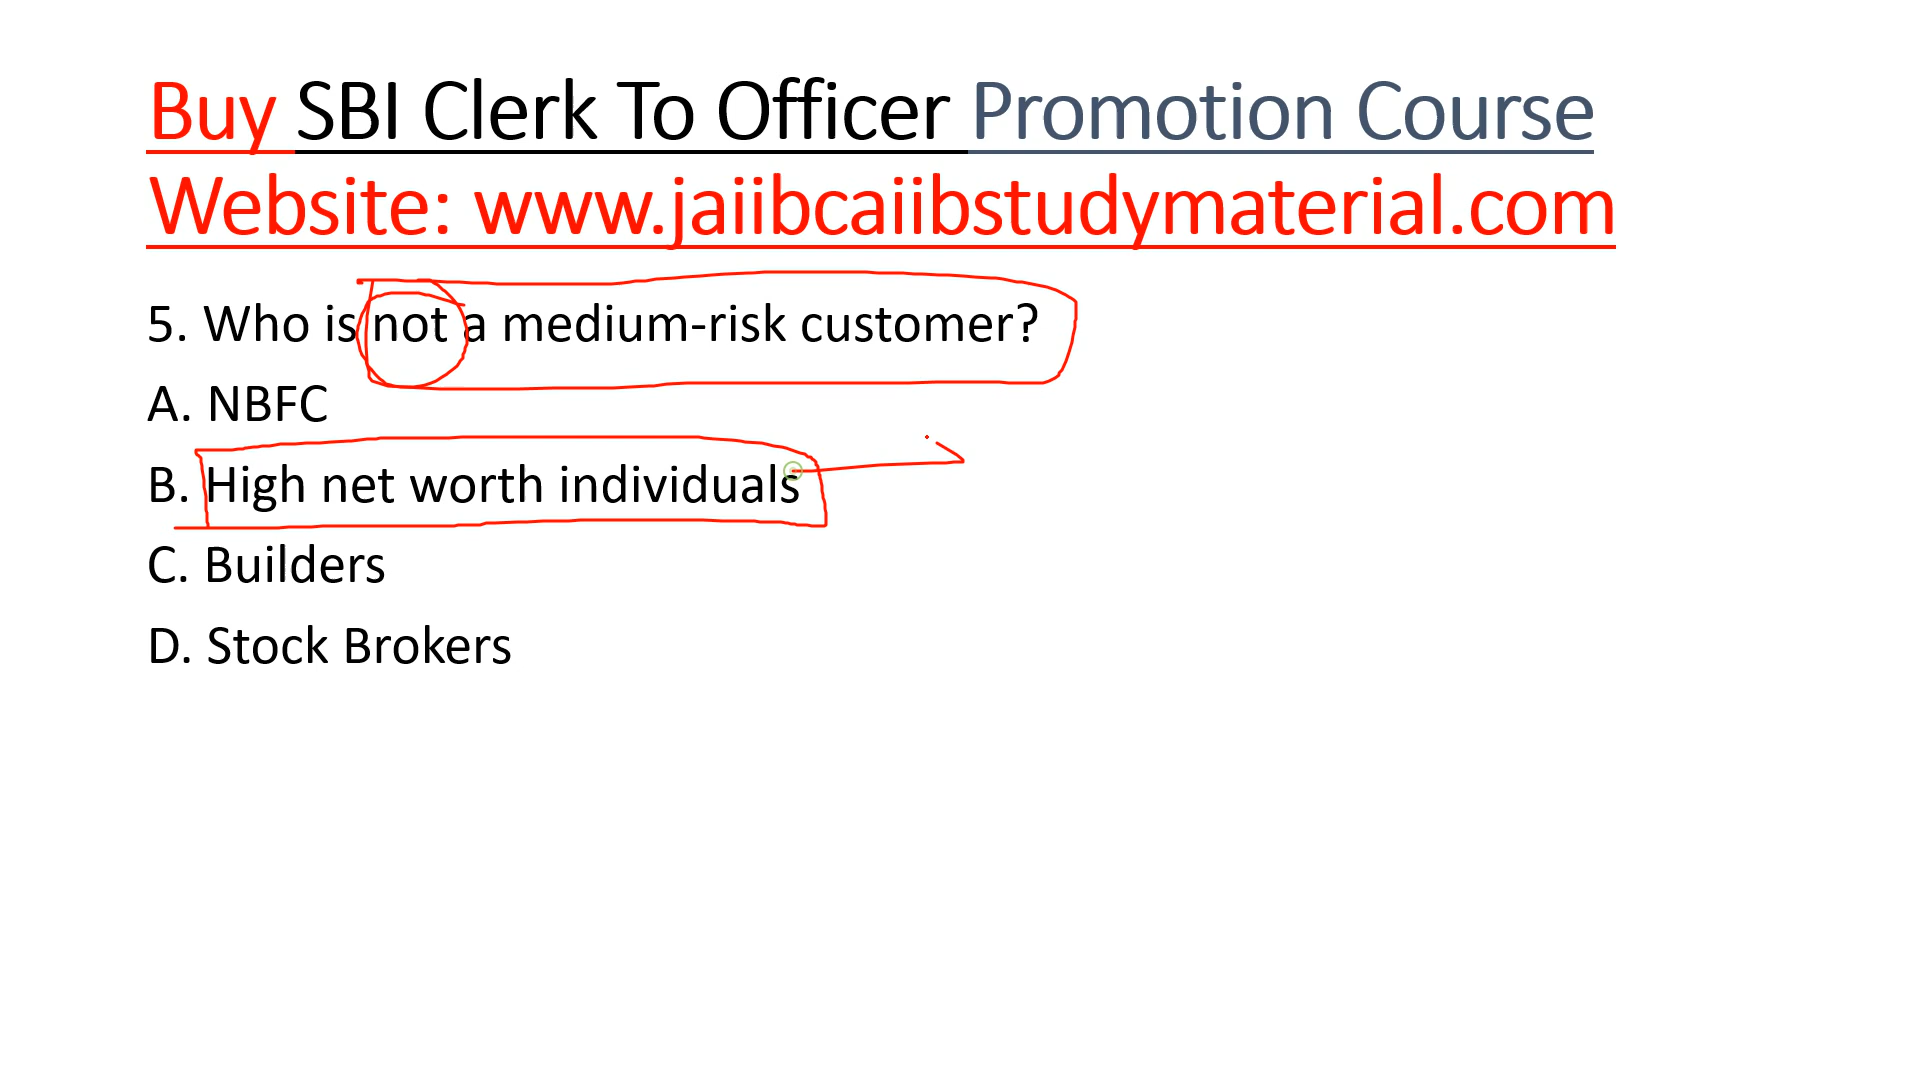 Buy SBI Clerk To Officer Promotion Course
Website: www.jaiibcaiibstudymaterial.com
5. Who is not a medium-risk customer?
A. NBFC
B. High net worth individuals
C. Builders
D. Stock Brokers